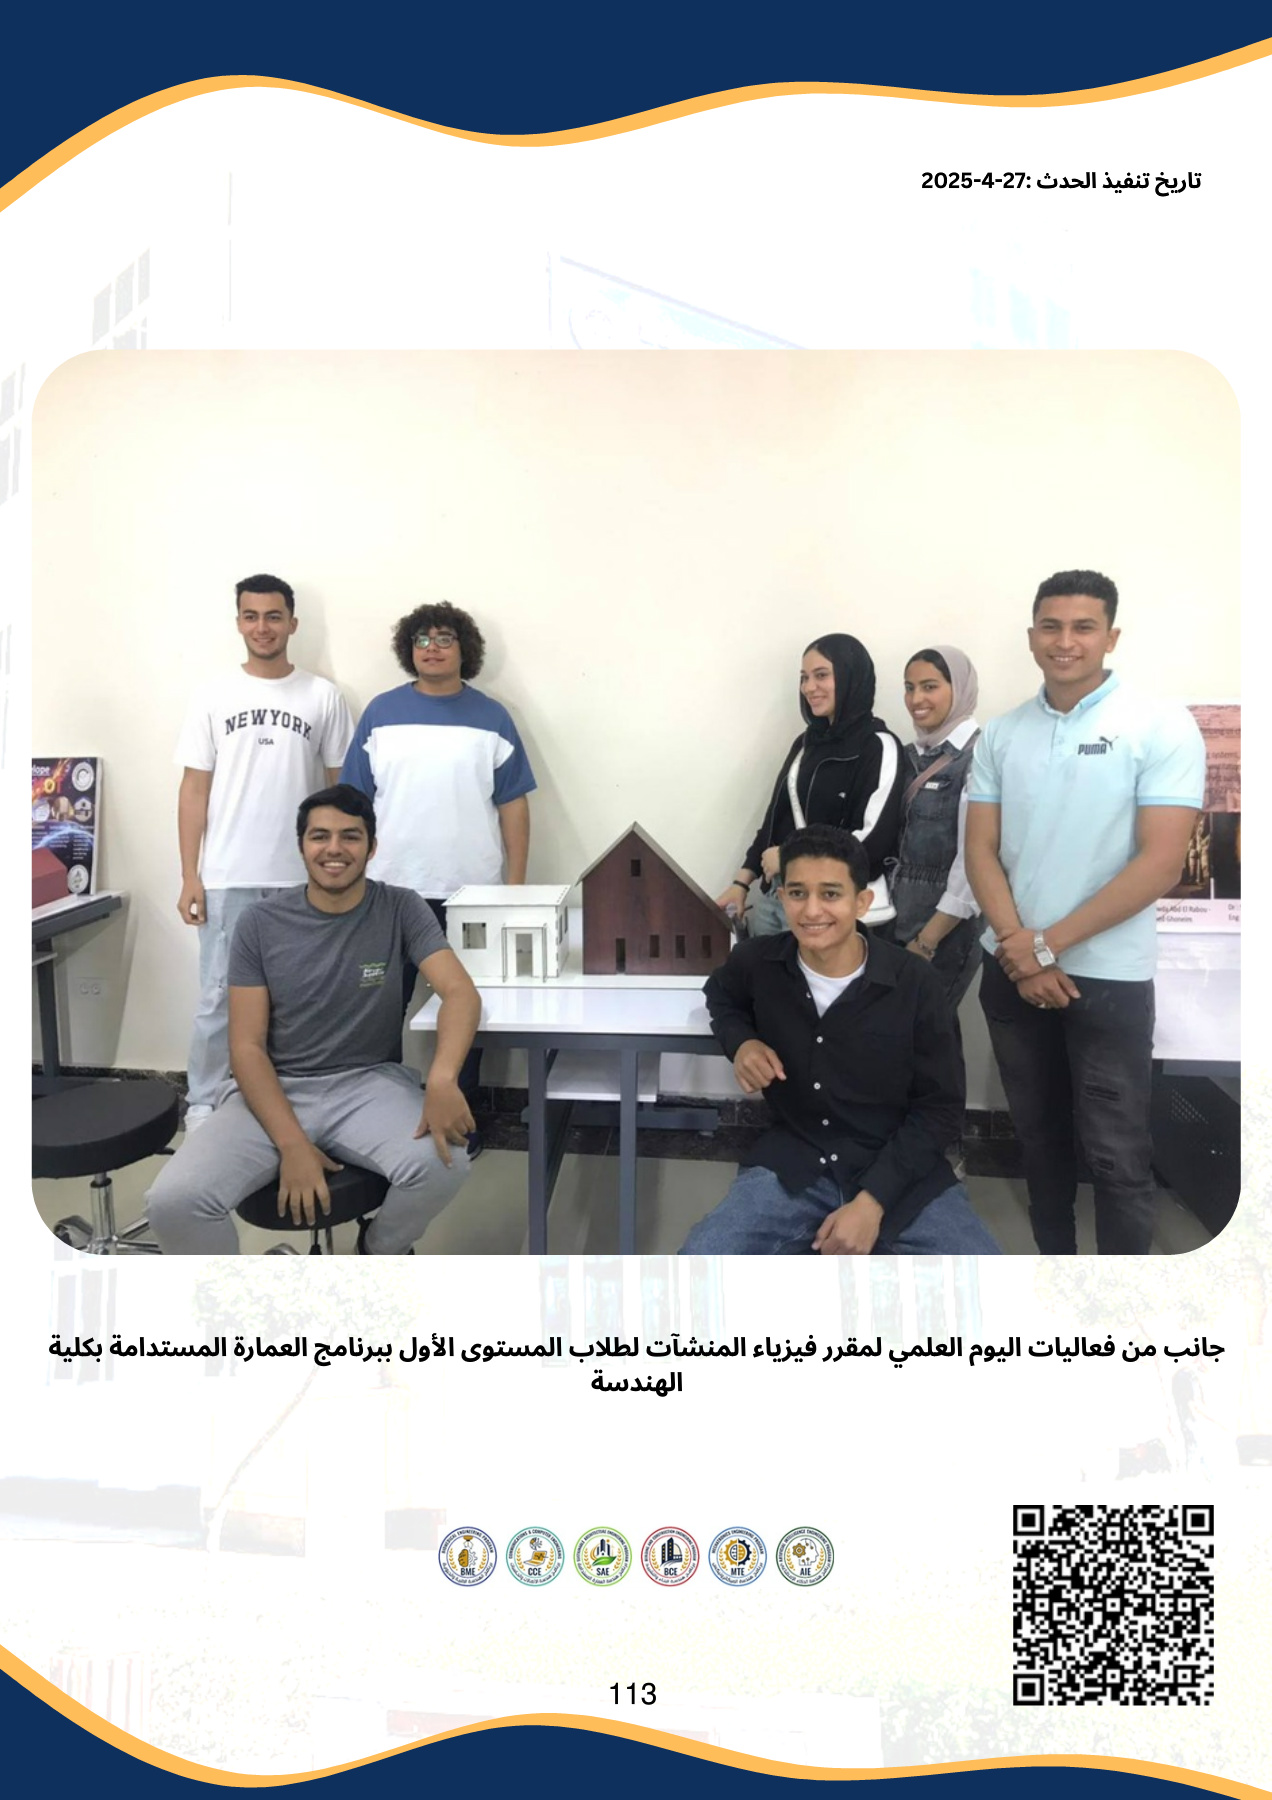 تاريخ تنفيذ الحدث :27-4-2025
NEW YORK
USA
PUMA
جانب من فعاليات اليوم العلمي لمقرر فيزياء المنشآت لطلاب المستوى الأول ببرنامج العمارة المستدامة بكلية
الهندسة
BME
CCE
SAE
BCE
MTE
AIE
113